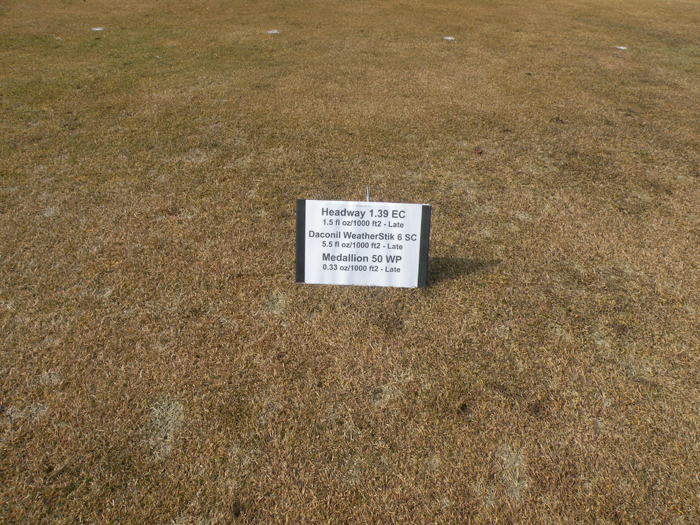 Headway 1.39 EC
1.5 fl oz/1000 ft2 - Late
Daconil WeatherStik 6 SC
5.5 fl oz/1000 ft2 - Late
Medallion 50 WP
0.33 oz/1000 ft2 - Late